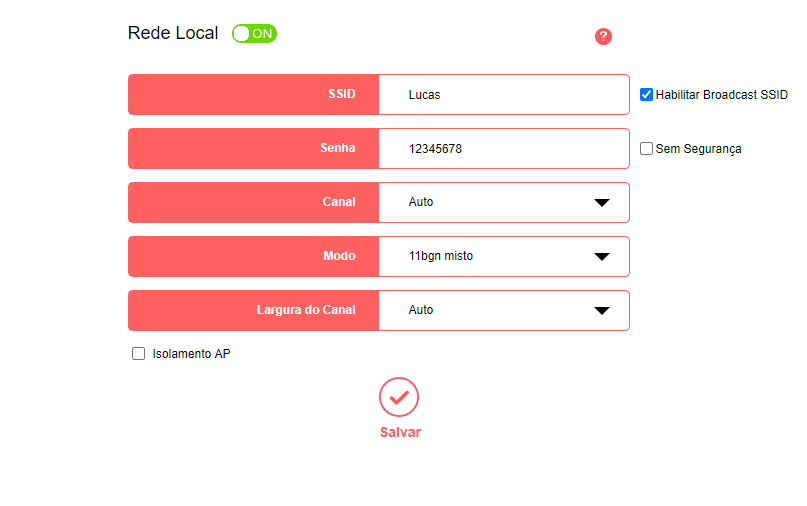 Rede Local ON ?
SSID Lucas Habilitar Broadcast SSID
Senha 12345678 Sem Segurança
Canal Auto
Modo 11bgn misto
Largura do Canal Auto
Isolamento AP
Salvar